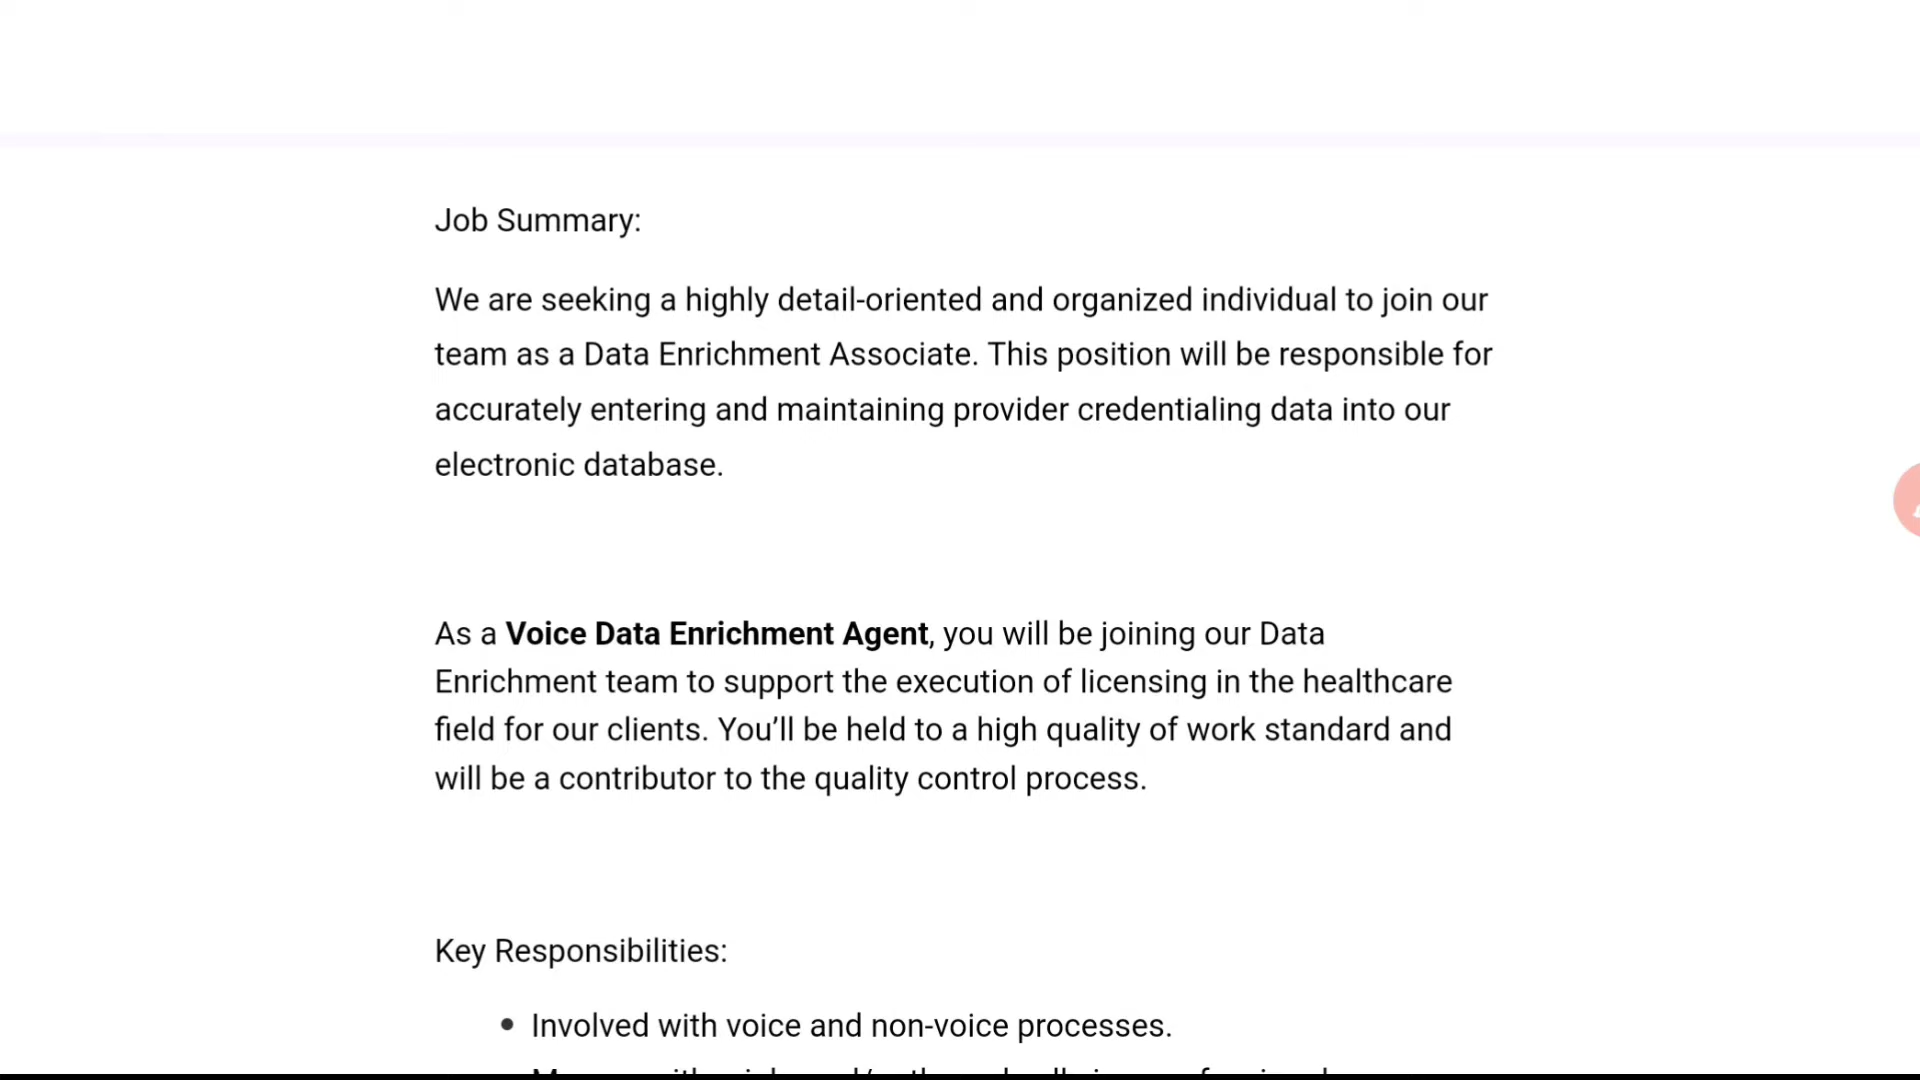 Job Summary:
We are seeking a highly detail-oriented and organized individual to join our
team as a Data Enrichment Associate. This position will be responsible for
accurately entering and maintaining provider credentialing data into our
electronic database.
As a Voice Data Enrichment Agent, you will be joining our Data
Enrichment team to support the execution of licensing in the healthcare
field for our clients. You’ll be held to a high quality of work standard and
will be a contributor to the quality control process.
Key Responsibilities:
• Involved with voice and non-voice processes.